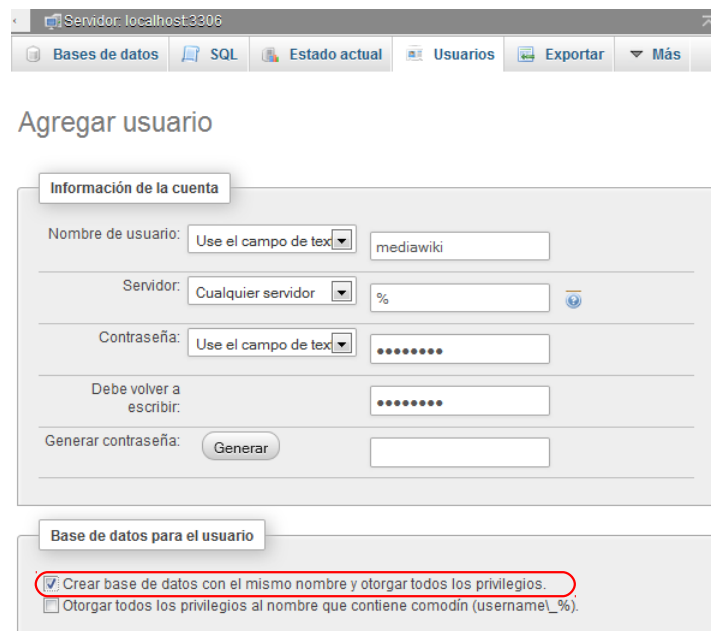 Servidor: localhost:3306
Bases de datos SQL Estado actual Usuarios Exportar Más
Agregar usuario
Información de la cuenta
Nombre de usuario: Use el campo de tex mediawiki
Servidor: Cualquier servidor %
Contraseña: Use el campo de tex ••••••••
Debe volver a
escribir: ••••••••
Generar contraseña: Generar
Base de datos para el usuario
Crear base de datos con el mismo nombre y otorgar todos los privilegios.
Otorgar todos los privilegios al nombre que contiene comodín (username\_%).